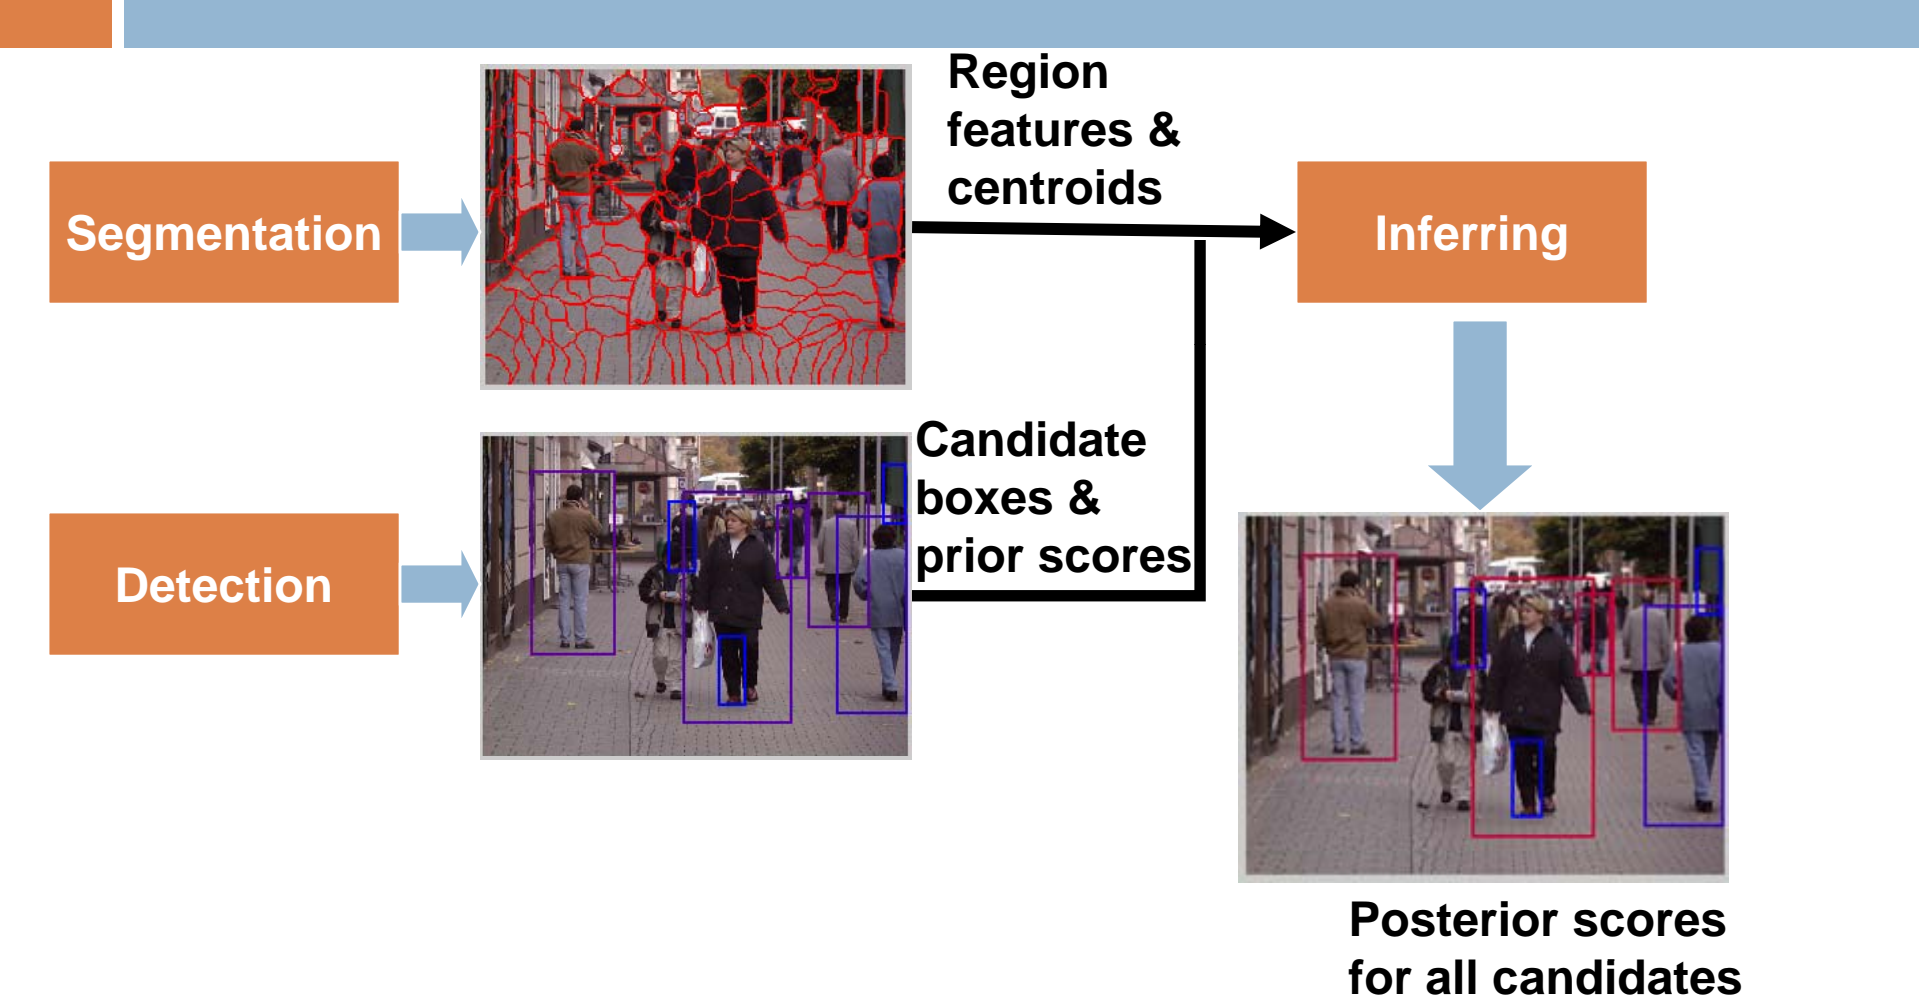 Region
features &
centroids
Segmentation
Inferring
Candidate
boxes &
prior scores
Detection
Posterior scores
for all candidates